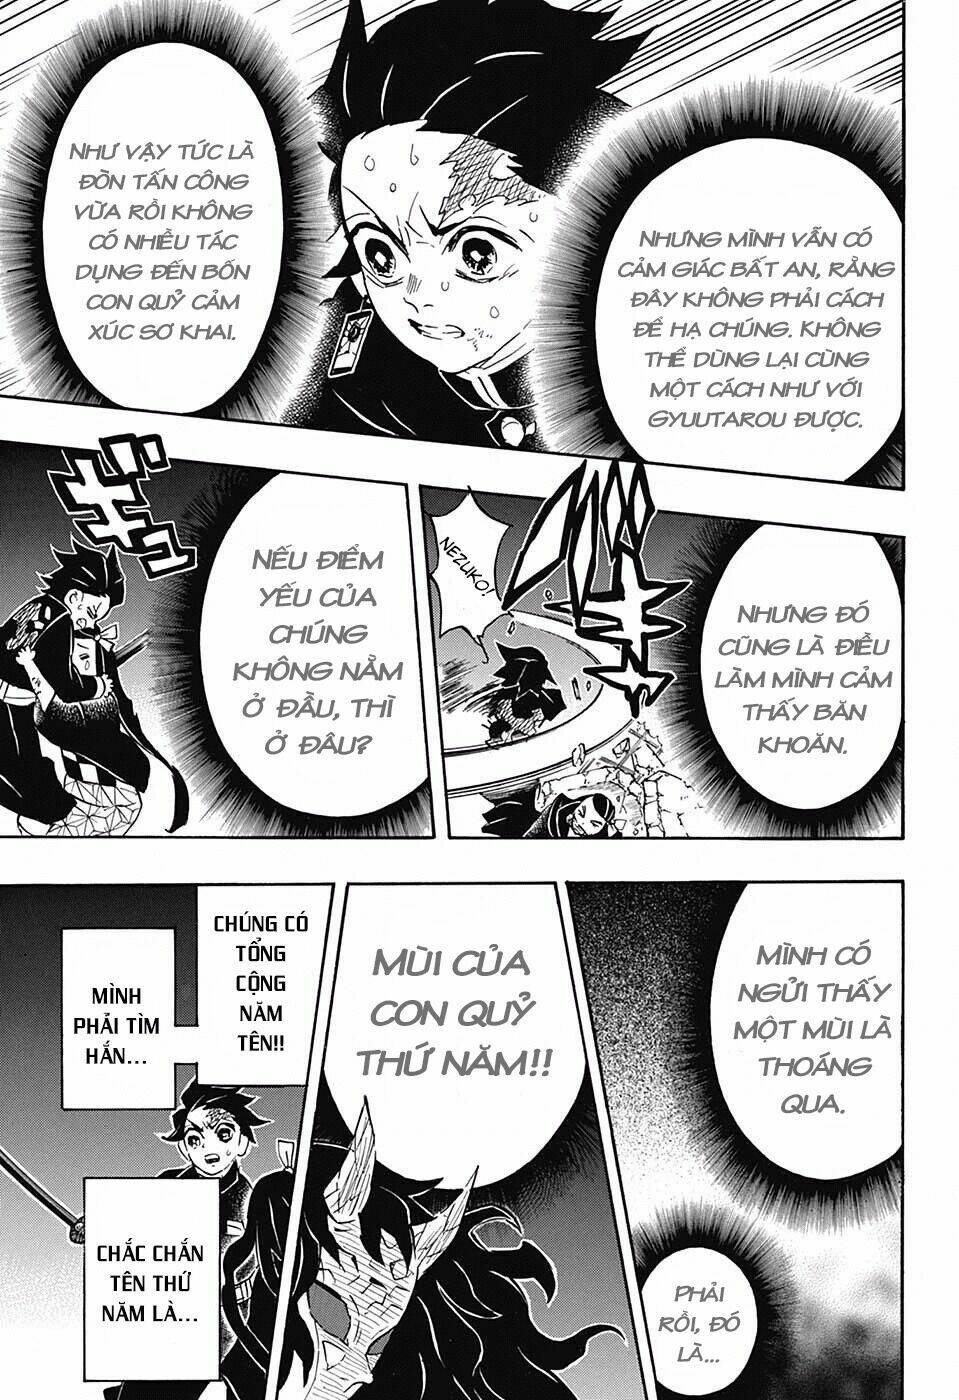 NHƯNG MÌNH VẪN CÓ
CẢM GIÁC BẤT AN, RẰNG
ĐÂY KHÔNG PHẢI CÁCH
ĐỂ HẠ CHÚNG. KHÔNG
THỂ DÙNG LẠI CÙNG
MỘT CÁCH NHƯ VỚI
GYUUTAROU ĐƯỢC.
NHƯ VẬY TỨC LÀ
ĐÒN TẤN CÔNG
VỪA RỒI KHÔNG
CÓ NHIỀU TÁC
DỤNG ĐẾN BỐN
CON QUỶ CẢM
XÚC SƠ KHAI.
NHƯNG ĐÓ
CŨNG LÀ ĐIỀU
LÀM MÌNH CẢM
THẤY BĂN
KHOĂN.
NEZUKO!
NẾU ĐIỂM
YẾU CỦA
CHÚNG
KHÔNG NẰM
Ở ĐẦU, THÌ
Ở ĐÂU?
ギュッ
MÌNH CÓ
NGỬI THẤY
MỘT MÙI LÀ
THOÁNG
QUA.
PHẢI
RỒI, ĐÓ
LÀ...
MÙI CỦA
CON QUỶ
THỨ NĂM!!
CHÚNG CÓ
TỔNG
CỘNG
NĂM
TÊN!!
MÌNH
PHẢI TÌM
HẮN...
CHẮC CHẮN
TÊN THỨ
NĂM LÀ...